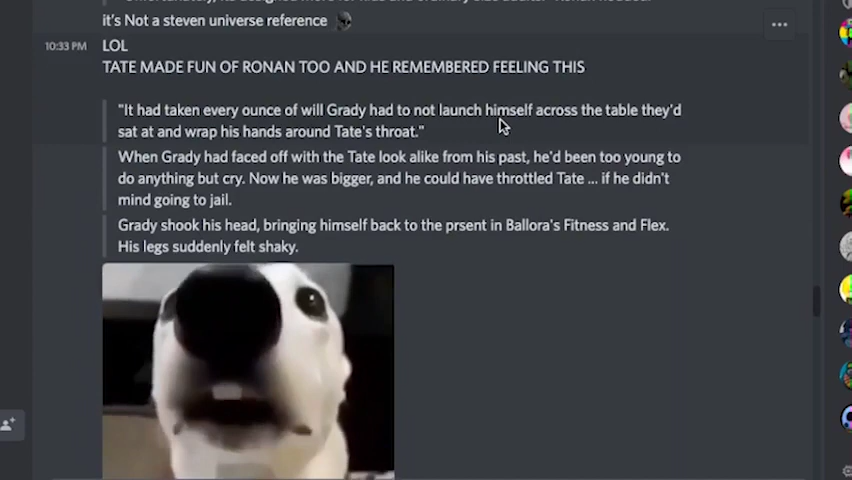 it's Not a steven universe reference
10:33 PM LOL
TATE MADE FUN OF RONAN TOO AND HE REMEMBERED FEELING THIS
"It had taken every ounce of will Grady had to not launch himself across the table they'd
sat at and wrap his hands around Tate's throat."
When Grady had faced off with the Tate look alike from his past, he'd been too young to
do anything but cry. Now he was bigger, and he could have throttled Tate ... if he didn't
mind going to jail.
Grady shook his head, bringing himself back to the prsent in Ballora's Fitness and Flex.
His legs suddenly felt shaky.